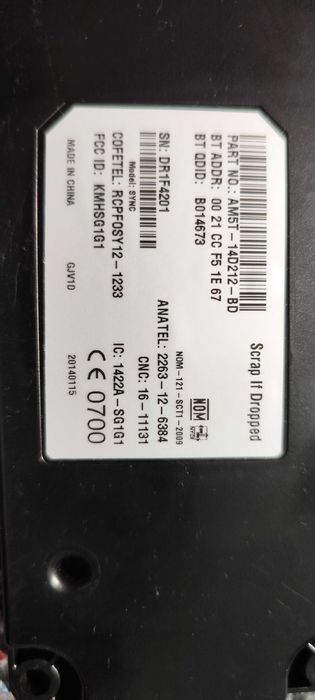 Scrap If Dropped
PART NO.: AM5T-14D212-BD
BT ADDR: 00 21 CC F5 1E 67
BT QDID: B014673
NOM
NOM-121-SCT1-2009
SN: DR1F4201
ANATEL: 2263-12-6384
Model: SYNC
CNC: 16-11131
COFETEL: RCPFOSY12-1233
IC: 1422A-SG1G1
FCC ID: KMHSG1G1
CE 0700
MADE IN CHINA
GJV1D
20140115